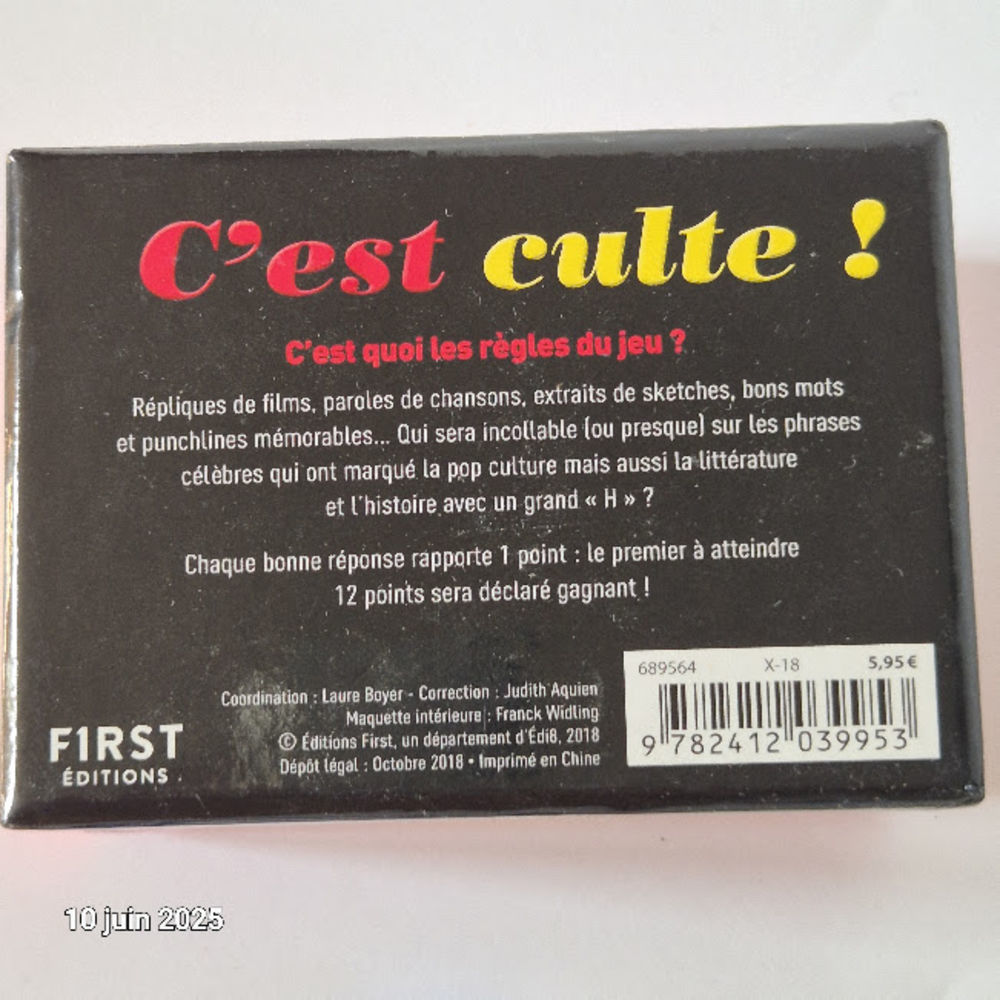 C'est culte !
C'est quoi les règles du jeu ?
Répliques de films, paroles de chansons, extraits de sketches, bons mots
et punchlines mémorables... Qui sera incollable (ou presque) sur les phrases
célèbres qui ont marqué la pop culture mais aussi la littérature
et l'histoire avec un grand « H » ?
Chaque bonne réponse rapporte 1 point : le premier à atteindre
12 points sera déclaré gagnant !
689564 X-18 5,95€
9 782412 039953
Coordination : Laure Boyer - Correction : Judith Aquien
Maquette intérieure : Franck Widling
© Éditions First, un département d'Édi8, 2018
Dépôt légal : Octobre 2018 • Imprimé en Chine
F1RST
ÉDITIONS
10 juin 2025